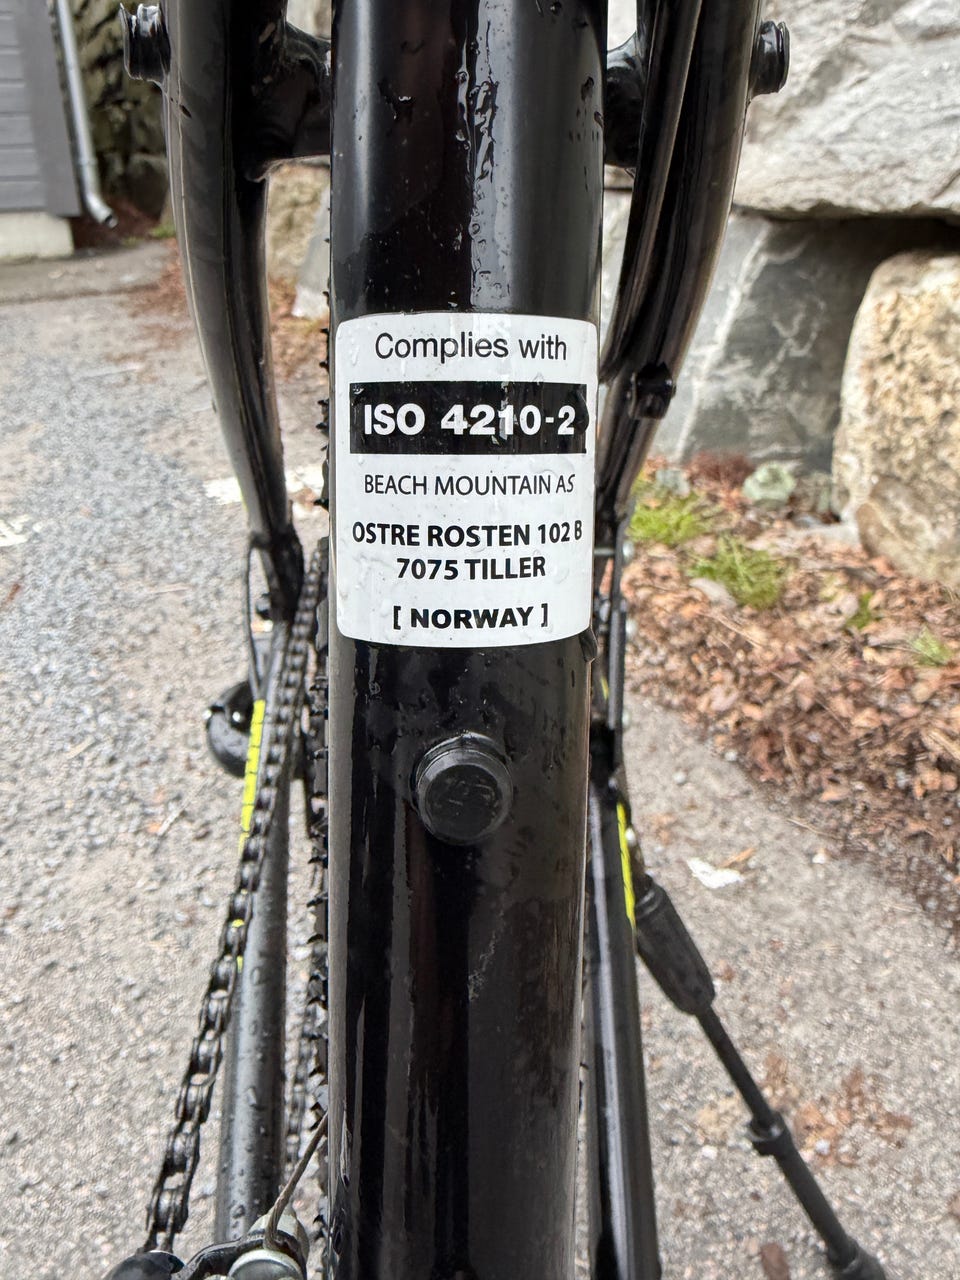 Complies with
ISO 4210-2
BEACH MOUNTAIN AS
OSTRE ROSTEN 102 B
7075 TILLER
[ NORWAY ]